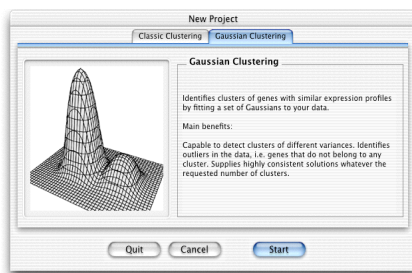 New Project
Classic Clustering
Gaussian Clustering
Gaussian Clustering
Identifies clusters of genes with similar expression profiles
by fitting a set of Gaussians to your data.
Main benefits:
Capable to detect clusters of different variances. Identifies
outliers in the data, i.e. genes that do not belong to any
cluster. Supplies highly consistent solutions whatever the
requested number of clusters.
Quit
Cancel
Start